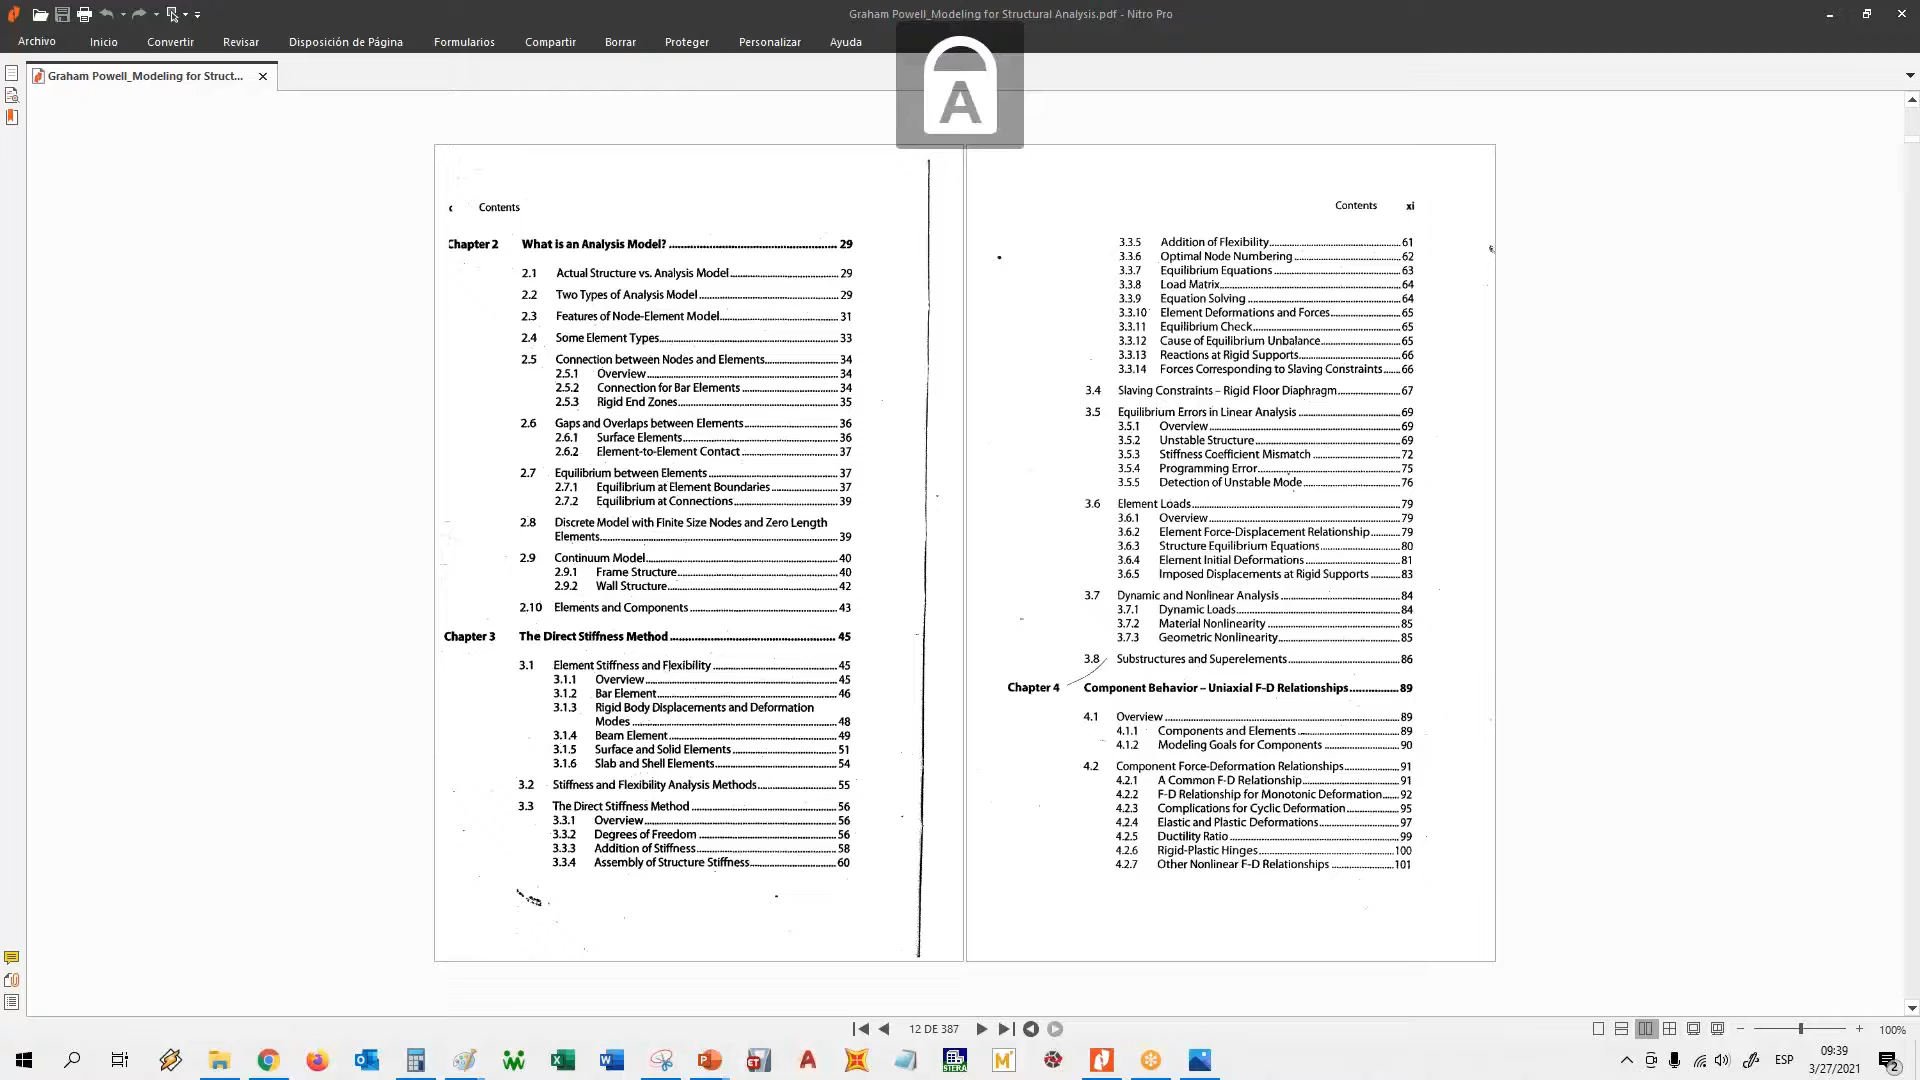 Graham Powell_Modeling for Structural Analysis.pdf - Nitro Pro
Archivo Inicio Convertir Revisar Disposición de Página Formularios Compartir Borrar Proteger Personalizar Ayuda
Graham Powell_Modeling for Struct...
A
Contents
Chapter 2 What is an Analysis Model? 29
2.1 Actual Structure vs. Analysis Model 29
2.2 Two Types of Analysis Model 29
2.3 Features of Node-Element Model 31
2.4 Some Element Types 33
2.5 Connection between Nodes and Elements 34
2.5.1 Overview 34
2.5.2 Connection for Bar Elements 34
2.5.3 Rigid End Zones 35
2.6 Gaps and Overlaps between Elements 36
2.6.1 Surface Elements 36
2.6.2 Element-to-Element Contact 37
2.7 Equilibrium between Elements 37
2.7.1 Equilibrium at Element Boundaries 37
2.7.2 Equilibrium at Connections 39
2.8 Discrete Model with Finite Size Nodes and Zero Length
Elements 39
2.9 Continuum Model 40
2.9.1 Frame Structure 40
2.9.2 Wall Structure 42
2.10 Elements and Components 43
Chapter 3 The Direct Stiffness Method 45
3.1 Element Stiffness and Flexibility 45
3.1.1 Overview 45
3.1.2 Bar Element 46
3.1.3 Rigid Body Displacements and Deformation
Modes 48
3.1.4 Beam Element 49
3.1.5 Surface and Solid Elements 51
3.1.6 Slab and Shell Elements 54
3.2 Stiffness and Flexibility Analysis Methods 55
3.3 The Direct Stiffness Method 56
3.3.1 Overview 56
3.3.2 Degrees of Freedom 56
3.3.3 Addition of Stiffness 58
3.3.4 Assembly of Structure Stiffness 60
Contents xi
3.3.5 Addition of Flexibility 61
3.3.6 Optimal Node Numbering 62
3.3.7 Equilibrium Equations 63
3.3.8 Load Matrix 64
3.3.9 Equation Solving 64
3.3.10 Element Deformations and Forces 65
3.3.11 Equilibrium Check 65
3.3.12 Cause of Equilibrium Unbalance 65
3.3.13 Reactions at Rigid Supports 66
3.3.14 Forces Corresponding to Slaving Constraints 66
3.4 Slaving Constraints – Rigid Floor Diaphragm 67
3.5 Equilibrium Errors in Linear Analysis 69
3.5.1 Overview 69
3.5.2 Unstable Structure 69
3.5.3 Stiffness Coefficient Mismatch 72
3.5.4 Programming Error 75
3.5.5 Detection of Unstable Mode 76
3.6 Element Loads 79
3.6.1 Overview 79
3.6.2 Element Force-Displacement Relationship 79
3.6.3 Structure Equilibrium Equations 80
3.6.4 Element Initial Deformations 81
3.6.5 Imposed Displacements at Rigid Supports 83
3.7 Dynamic and Nonlinear Analysis 84
3.7.1 Dynamic Loads 84
3.7.2 Material Nonlinearity 85
3.7.3 Geometric Nonlinearity 85
3.8 Substructures and Superelements 86
Chapter 4 Component Behavior – Uniaxial F-D Relationships 89
4.1 Overview 89
4.1.1 Components and Elements 89
4.1.2 Modeling Goals for Components 90
4.2 Component Force-Deformation Relationships 91
4.2.1 A Common F-D Relationship 91
4.2.2 F-D Relationship for Monotonic Deformation 92
4.2.3 Complications for Cyclic Deformation 95
4.2.4 Elastic and Plastic Deformations 97
4.2.5 Ductility Ratio 99
4.2.6 Rigid-Plastic Hinges 100
4.2.7 Other Nonlinear F-D Relationships 101
12 DE 387
100%
ESP
09:39
3/27/2021
2